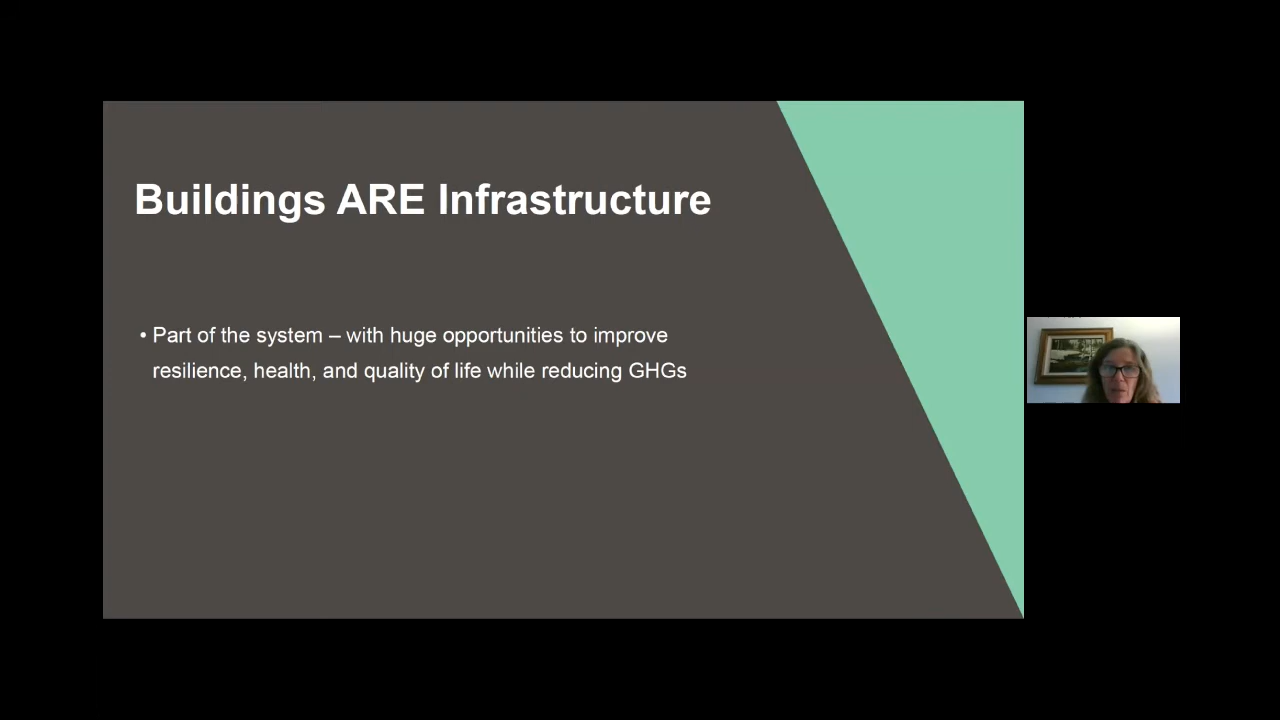 Buildings ARE Infrastructure
• Part of the system – with huge opportunities to improve
resilience, health, and quality of life while reducing GHGs